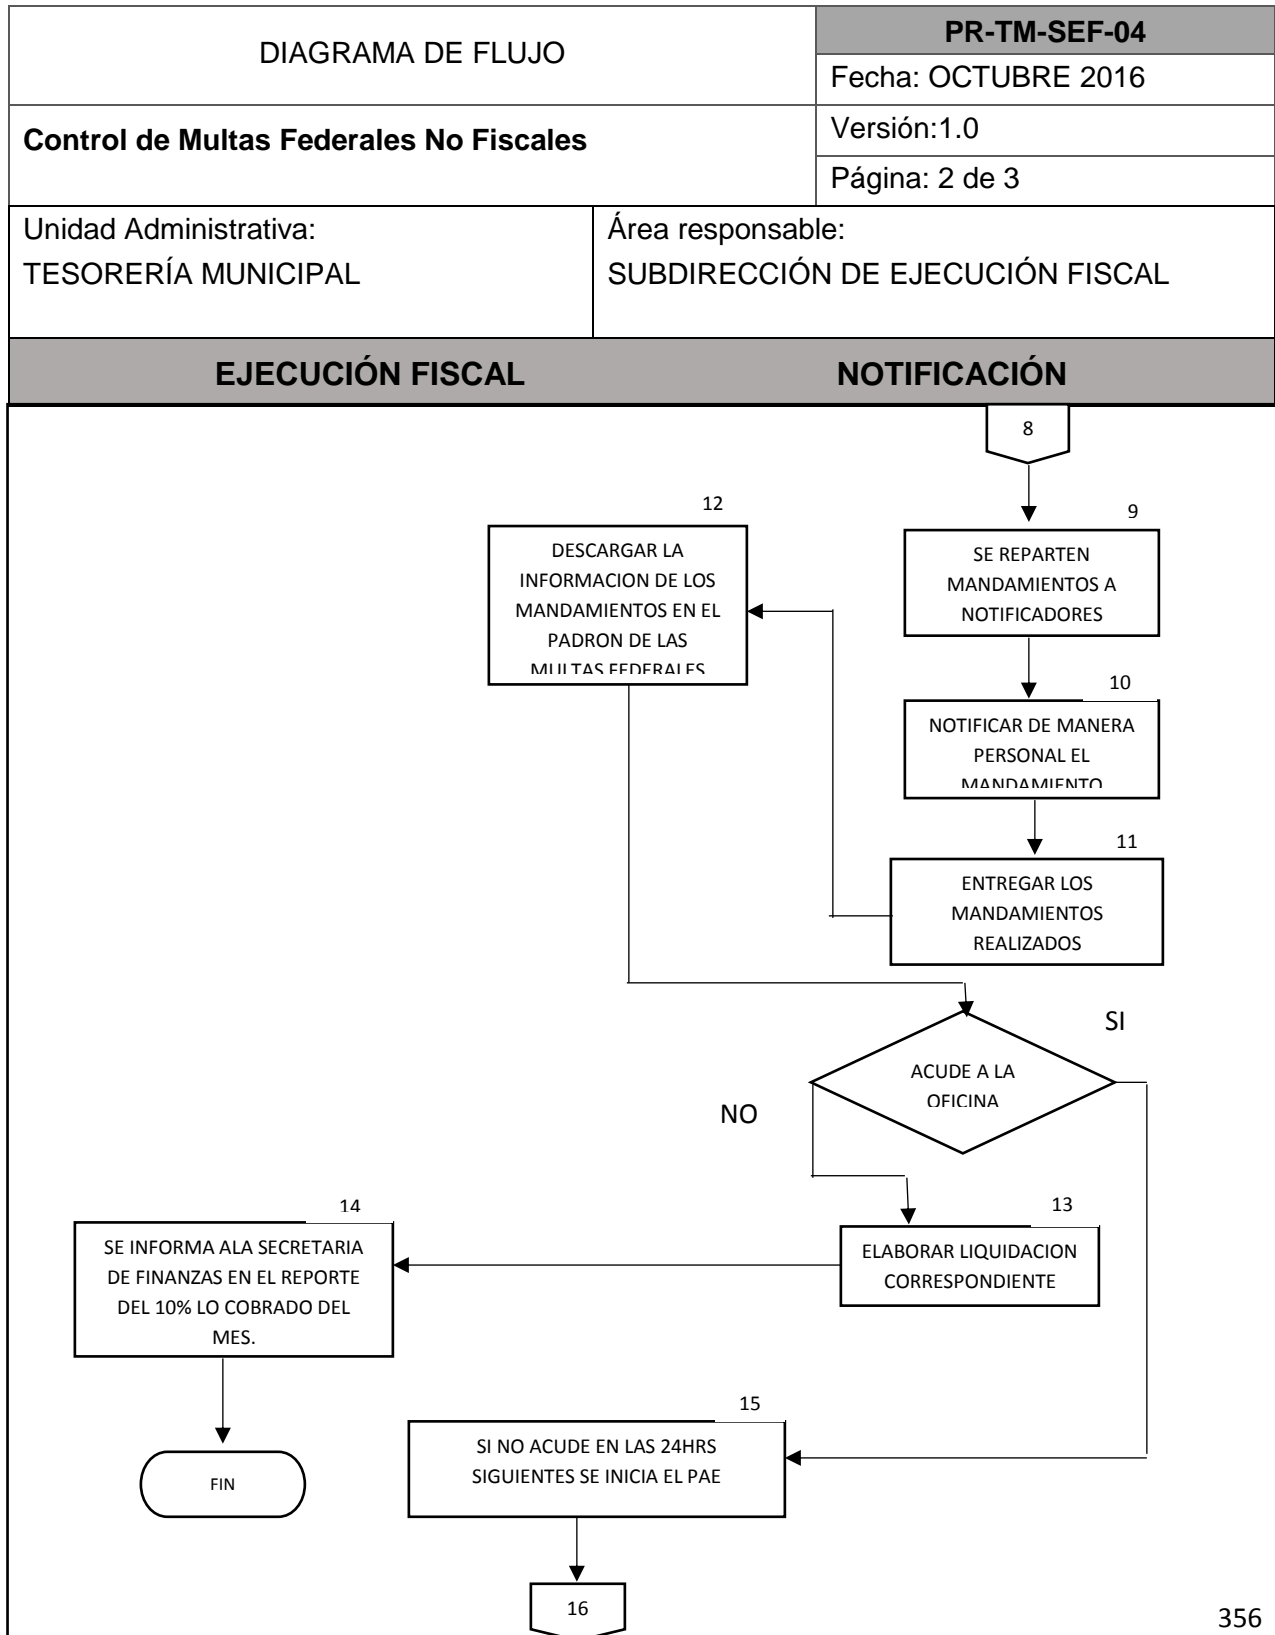 DIAGRAMA DE FLUJO
PR-TM-SEF-04
Fecha: OCTUBRE 2016
Control de Multas Federales No Fiscales
Versión:1.0
Página: 2 de 3
Unidad Administrativa:
TESORERÍA MUNICIPAL
Área responsable:
SUBDIRECCIÓN DE EJECUCIÓN FISCAL
EJECUCIÓN FISCAL
NOTIFICACIÓN
8
9
SE REPARTEN
MANDAMIENTOS A
NOTIFICADORES
10
NOTIFICAR DE MANERA
PERSONAL EL
MANDAMIENTO
11
ENTREGAR LOS
MANDAMIENTOS
REALIZADOS
12
DESCARGAR LA
INFORMACION DE LOS
MANDAMIENTOS EN EL
PADRON DE LAS
MULTAS FEDERALES
ACUDE A LA
OFICINA
SI
NO
13
ELABORAR LIQUIDACION
CORRESPONDIENTE
14
SE INFORMA ALA SECRETARIA
DE FINANZAS EN EL REPORTE
DEL 10% LO COBRADO DEL
MES.
FIN
15
SI NO ACUDE EN LAS 24HRS
SIGUIENTES SE INICIA EL PAE
16
356